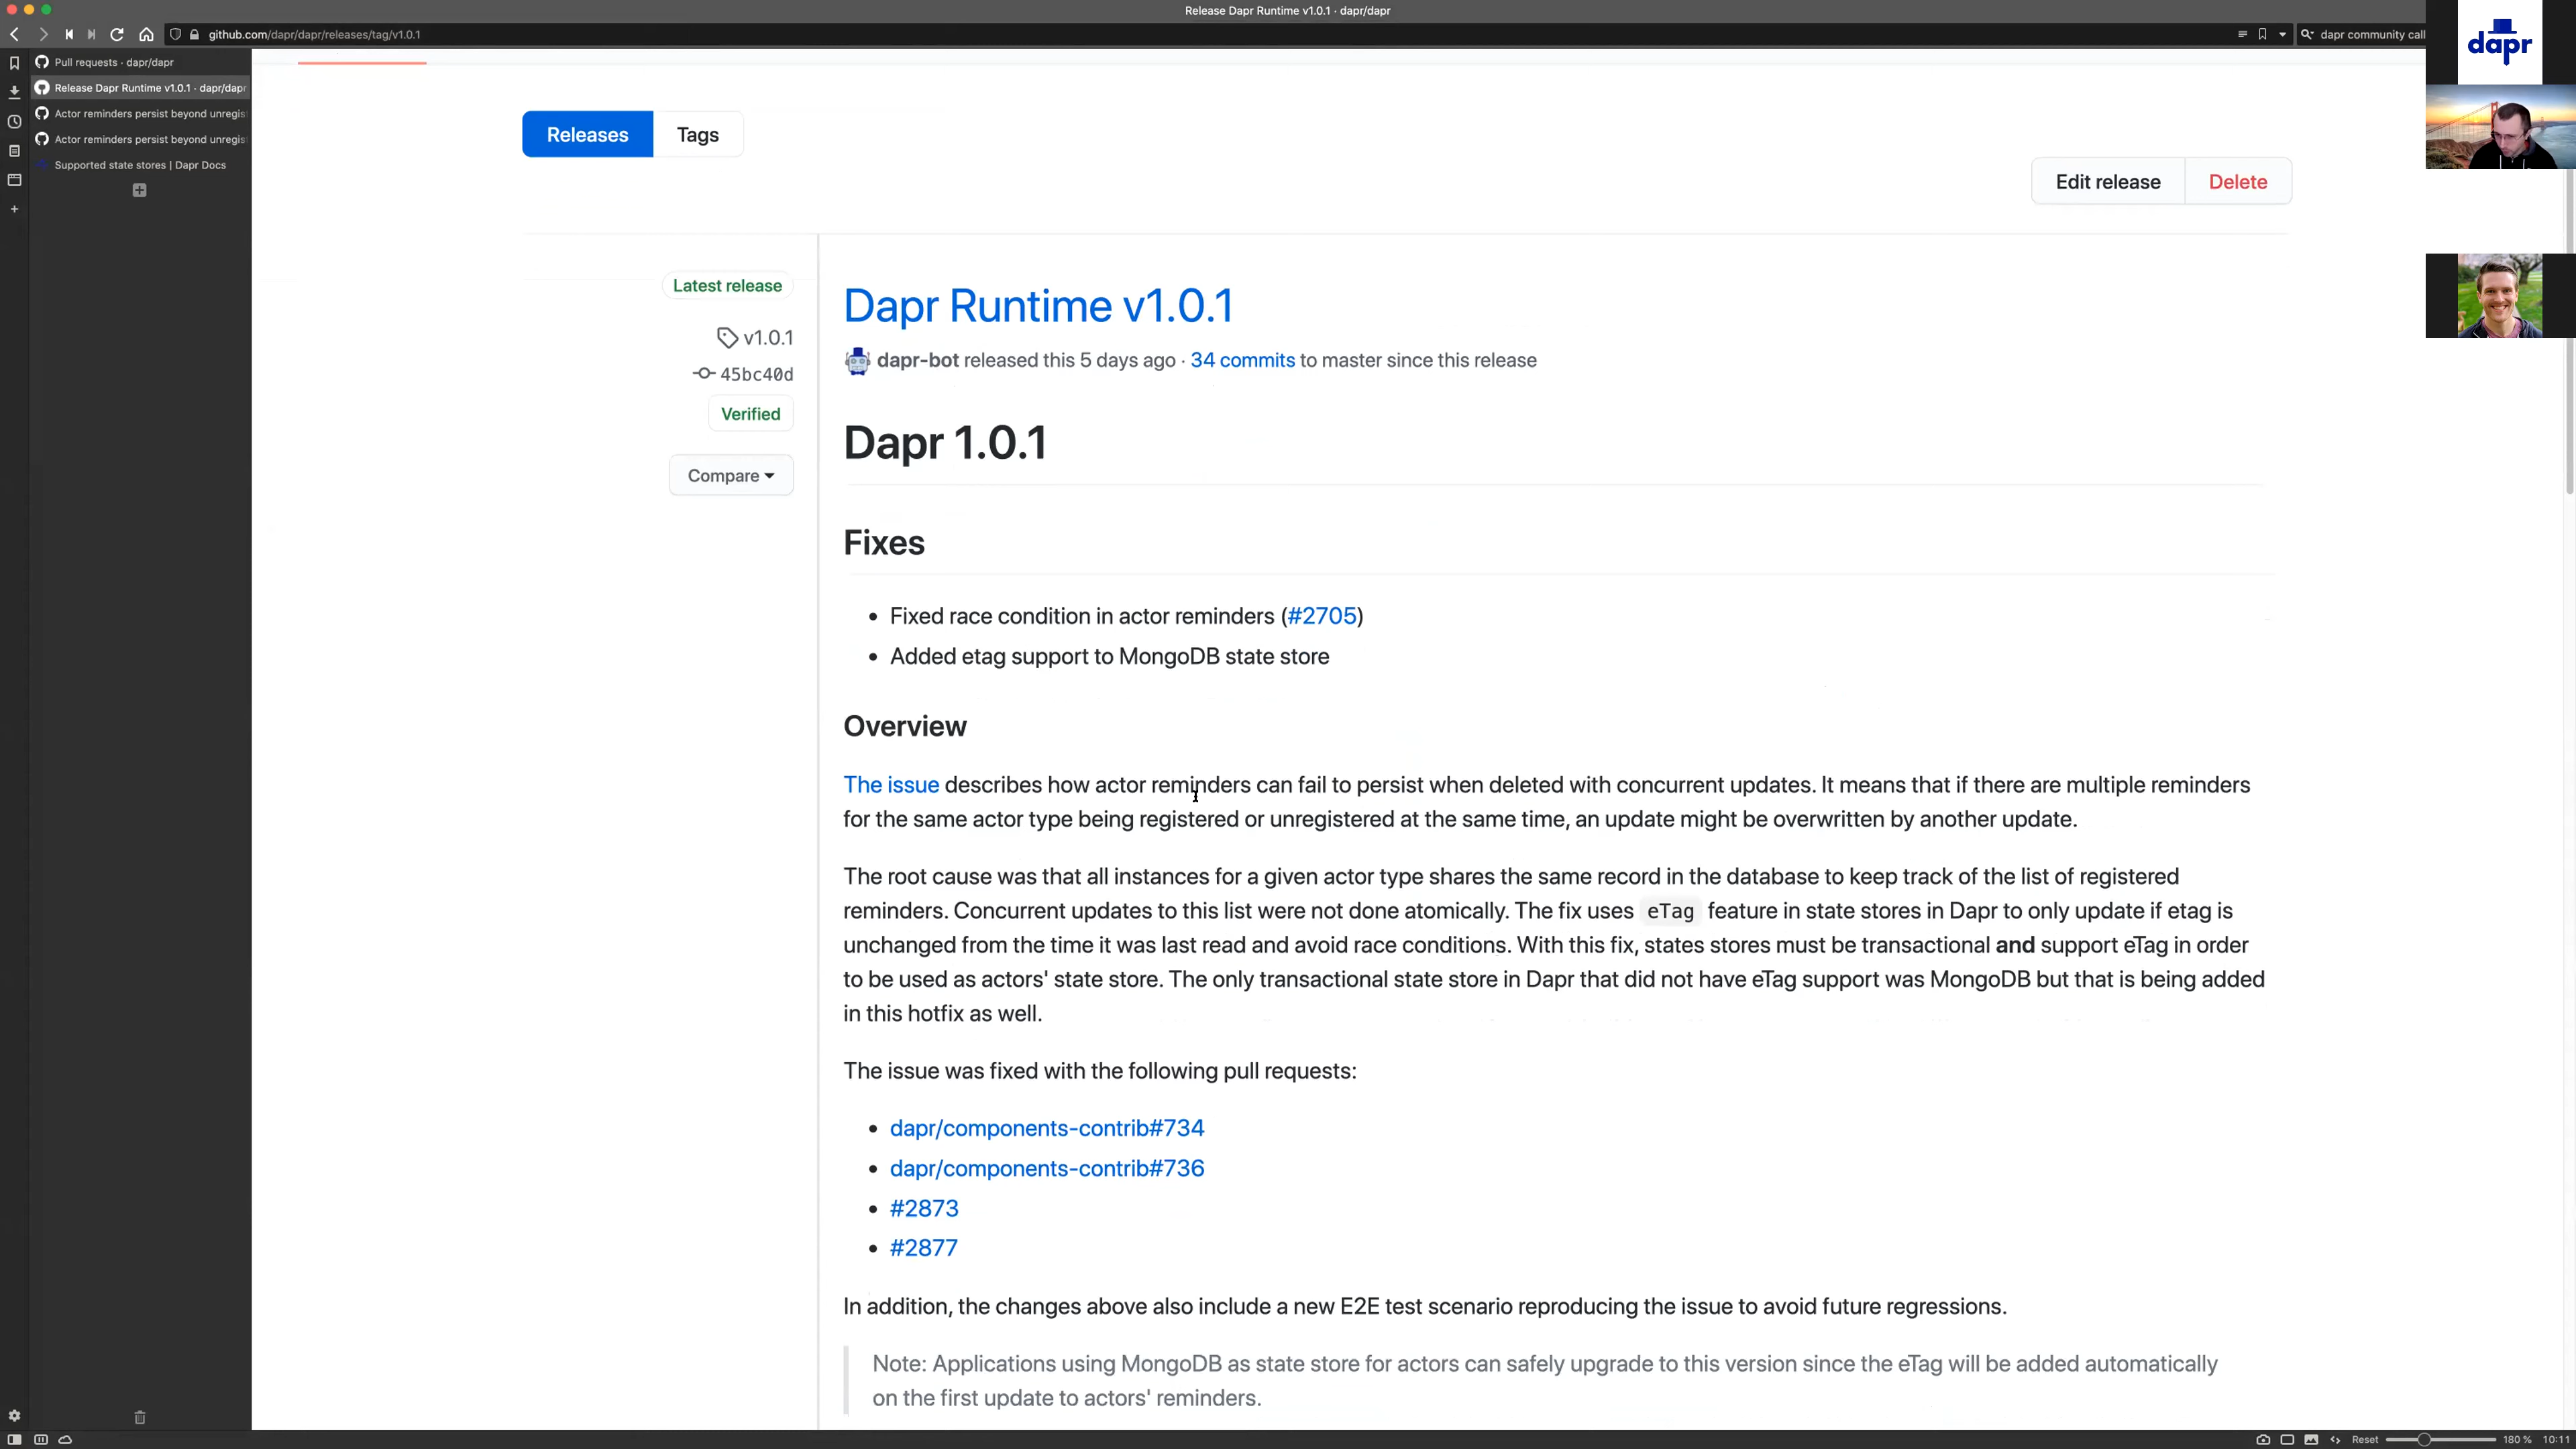 Release Dapr Runtime v1.0.1 · dapr/dapr
github.com/dapr/dapr/releases/tag/v1.0.1
dapr community call
dapr
Pull requests · dapr/dapr
Release Dapr Runtime v1.0.1 · dapr/dapr
Actor reminders persist beyond unregis
Actor reminders persist beyond unregis
Supported state stores | Dapr Docs
Releases
Tags
Edit release
Delete
Latest release
v1.0.1
45bc40d
Verified
Compare
Dapr Runtime v1.0.1
dapr-bot released this 5 days ago · 34 commits to master since this release
Dapr 1.0.1
Fixes
• Fixed race condition in actor reminders (#2705)
• Added etag support to MongoDB state store
Overview
The issue describes how actor reminders can fail to persist when deleted with concurrent updates. It means that if there are multiple reminders
for the same actor type being registered or unregistered at the same time, an update might be overwritten by another update.
The root cause was that all instances for a given actor type shares the same record in the database to keep track of the list of registered
reminders. Concurrent updates to this list were not done atomically. The fix uses eTag feature in state stores in Dapr to only update if etag is
unchanged from the time it was last read and avoid race conditions. With this fix, states stores must be transactional and support eTag in order
to be used as actors' state store. The only transactional state store in Dapr that did not have eTag support was MongoDB but that is being added
in this hotfix as well.
The issue was fixed with the following pull requests:
• dapr/components-contrib#734
• dapr/components-contrib#736
• #2873
• #2877
In addition, the changes above also include a new E2E test scenario reproducing the issue to avoid future regressions.
Note: Applications using MongoDB as state store for actors can safely upgrade to this version since the eTag will be added automatically
on the first update to actors' reminders.
Reset
180 %
10:11